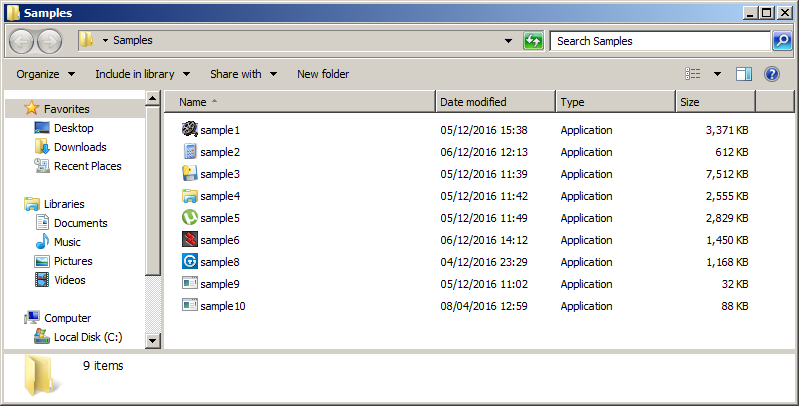 Samples
Samples Search Samples
Organize Include in library Share with New folder
Favorites
Desktop
Downloads
Recent Places
Libraries
Documents
Music
Pictures
Videos
Computer
Local Disk (C:)
Name Date modified Type Size
sample1 05/12/2016 15:38 Application 3,371 KB
sample2 06/12/2016 12:13 Application 612 KB
sample3 05/12/2016 11:39 Application 7,512 KB
sample4 05/12/2016 11:42 Application 2,555 KB
sample5 05/12/2016 11:49 Application 2,829 KB
sample6 06/12/2016 14:12 Application 1,450 KB
sample8 04/12/2016 23:29 Application 1,168 KB
sample9 05/12/2016 11:02 Application 32 KB
sample10 08/04/2016 12:59 Application 88 KB
9 items